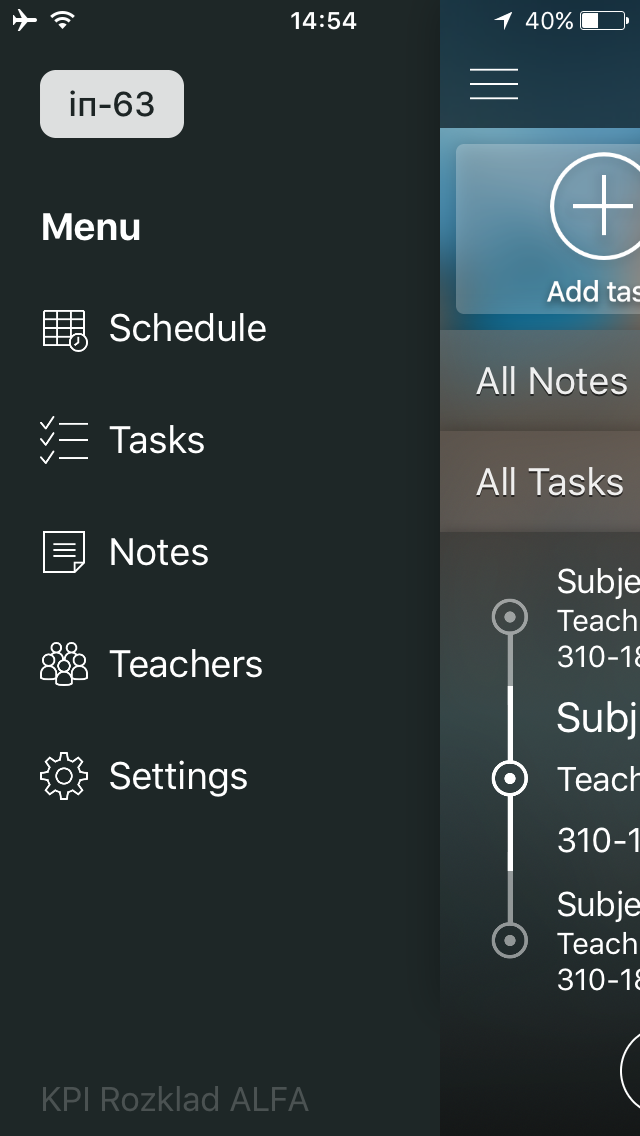 14:54
40%
іп-63
Menu
Schedule
Tasks
Notes
Teachers
Settings
KPI Rozklad ALFA
Add tas
All Notes
All Tasks
Subje
Teach
310-18
Subj
Teach
310-1
Subje
Teach
310-18